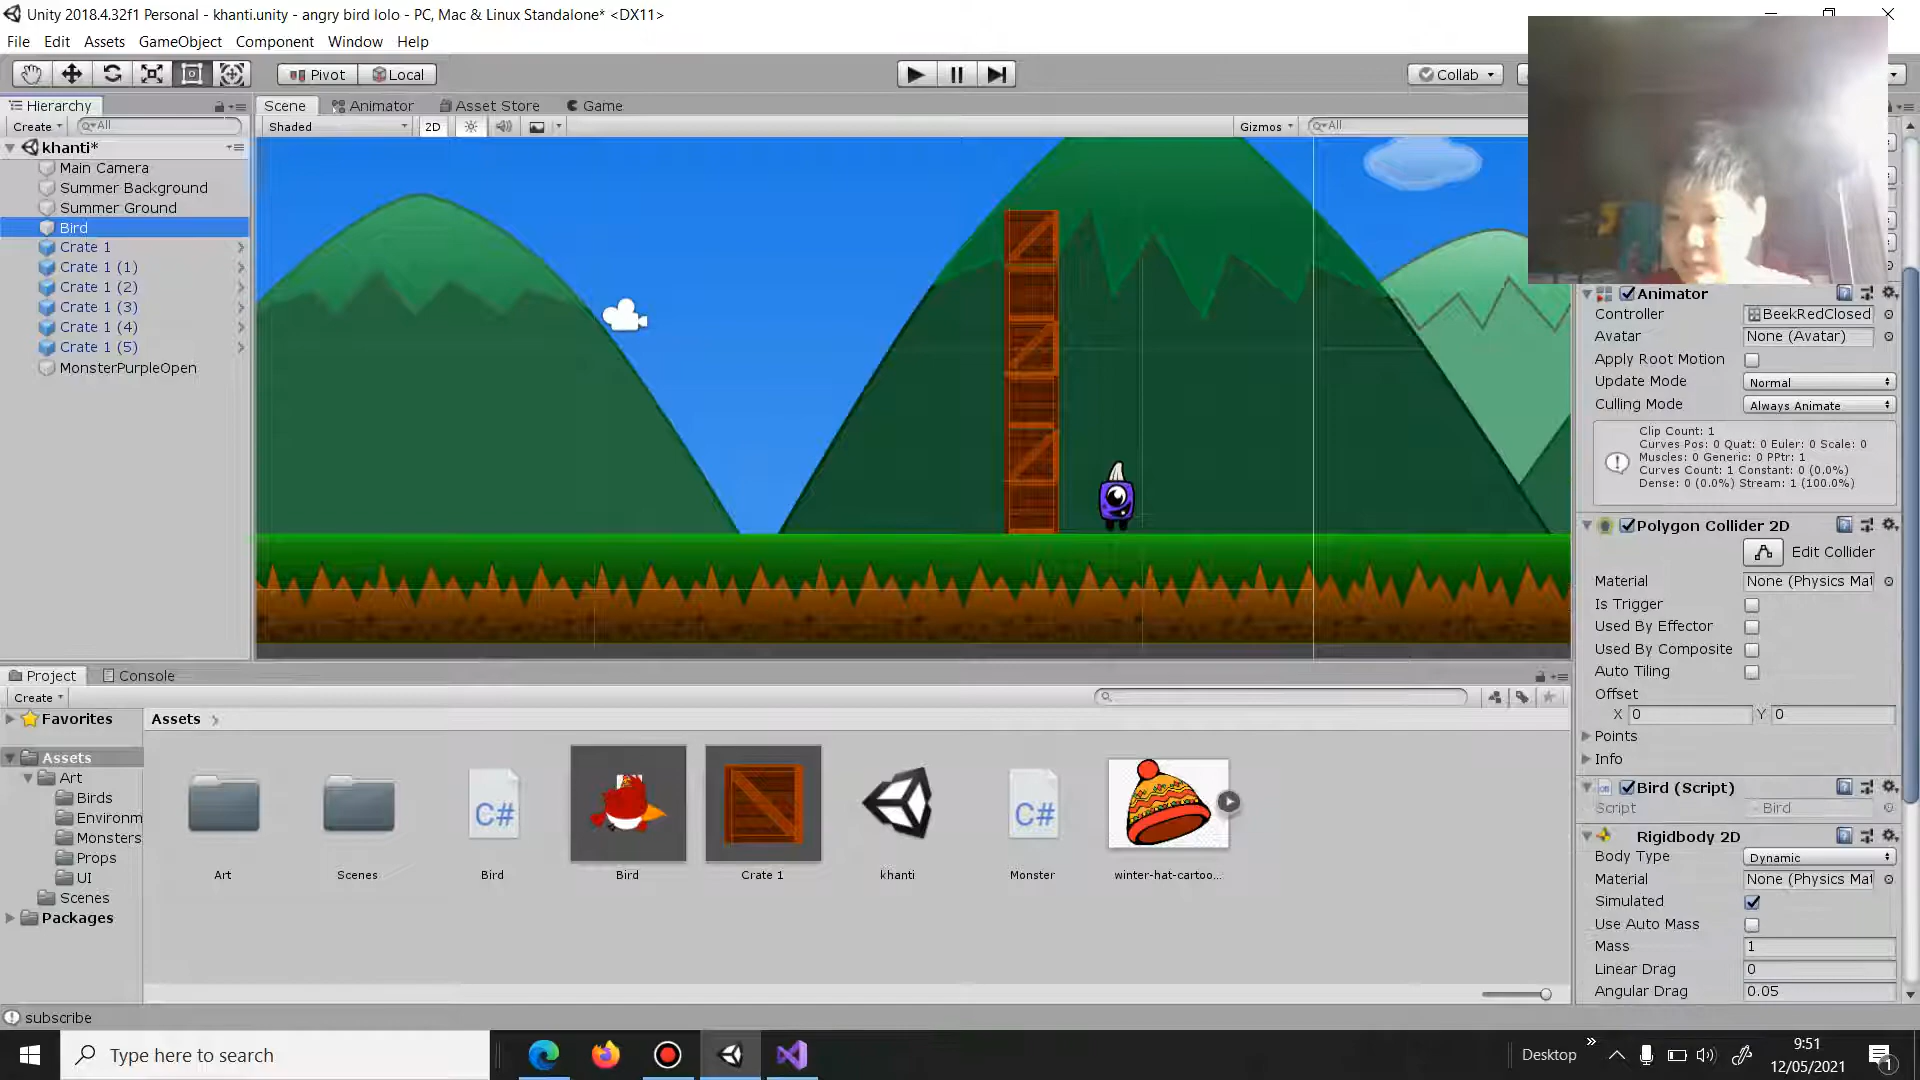 Unity 2018.4.32f1 Personal - khanti.unity - angry bird lolo - PC, Mac & Linux Standalone* <DX11>
File Edit Assets GameObject Component Window Help
Pivot Local Collab
Hierarchy
Create All
khanti*
Main Camera
Summer Background
Summer Ground
Bird
Crate 1
Crate 1 (1)
Crate 1 (2)
Crate 1 (3)
Crate 1 (4)
Crate 1 (5)
MonsterPurpleOpen
Scene Animator Asset Store Game
Shaded 2D Gizmos All
Animator
Controller BeekRedClosed
Avatar None (Avatar)
Apply Root Motion
Update Mode Normal
Culling Mode Always Animate
Clip Count: 1
Curves Pos: 0 Quat: 0 Euler: 0 Scale: 0
Muscles: 0 Generic: 0 PPtr: 1
Curves Count: 1 Constant: 0 (0.0%)
Dense: 0 (0.0%) Stream: 1 (100.0%)
Polygon Collider 2D
Edit Collider
Material None (Physics Mat
Is Trigger
Used By Effector
Used By Composite
Auto Tiling
Offset
X 0 Y 0
Points
Info
Bird (Script)
Script Bird
Rigidbody 2D
Body Type Dynamic
Material None (Physics Mat
Simulated
Use Auto Mass
Mass 1
Linear Drag 0
Angular Drag 0.05
Project Console
Create
Favorites
Assets
Art
Birds
Environm
Monsters
Props
UI
Scenes
Packages
Assets
C# C#
Art Scenes Bird Bird Crate 1 khanti Monster winter-hat-cartoo...
subscribe
Type here to search
Desktop
9:51
12/05/2021
1